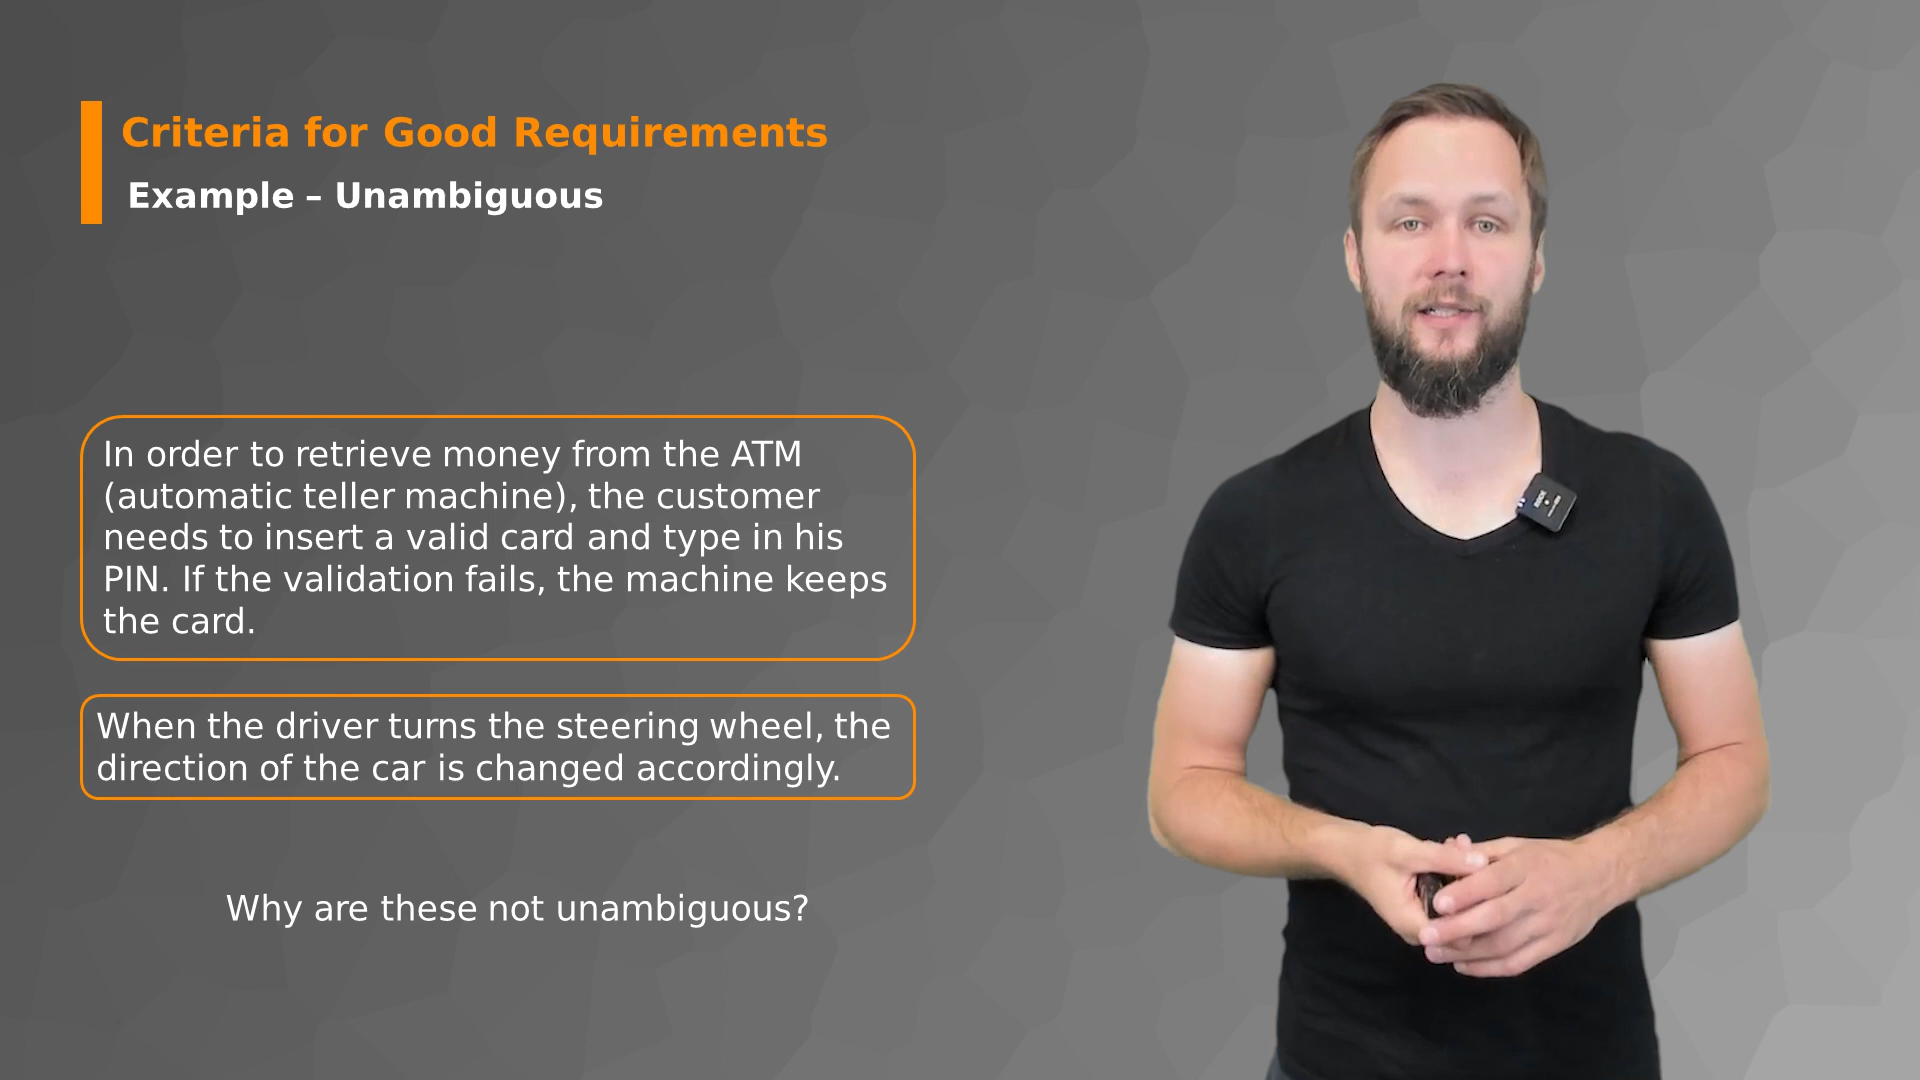 Criteria for Good Requirements
Example – Unambiguous
In order to retrieve money from the ATM
(automatic teller machine), the customer
needs to insert a valid card and type in his
PIN. If the validation fails, the machine keeps
the card.
When the driver turns the steering wheel, the
direction of the car is changed accordingly.
Why are these not unambiguous?